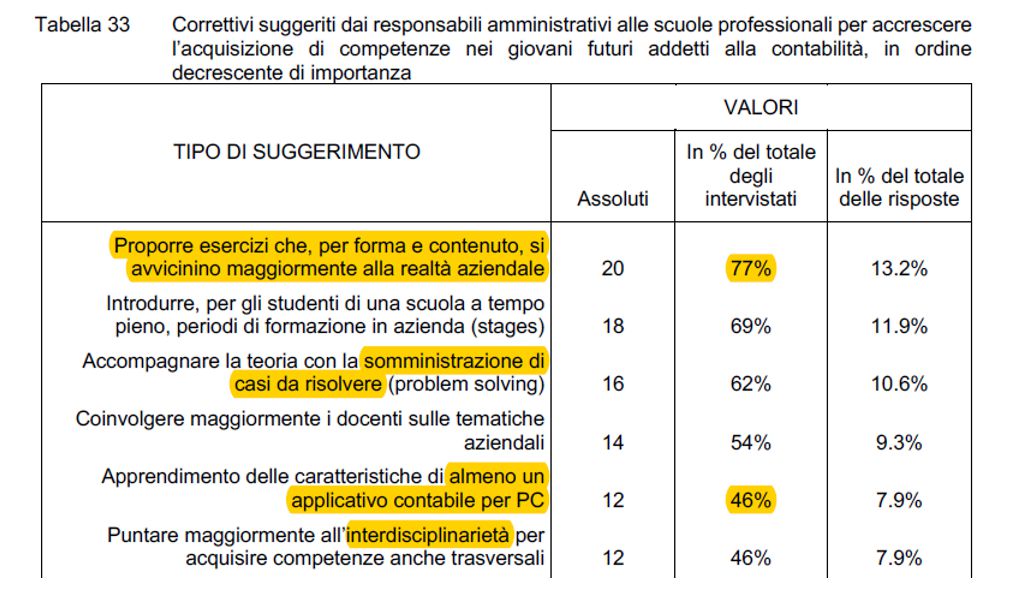 Tabella 33 Correttivi suggeriti dai responsabili amministrativi alle scuole professionali per accrescere
l'acquisizione di competenze nei giovani futuri addetti alla contabilità, in ordine
decrescente di importanza
TIPO DI SUGGERIMENTO
VALORI
Assoluti
In % del totale
degli
intervistati
In % del totale
delle risposte
Proporre esercizi che, per forma e contenuto, si
avvicinino maggiormente alla realtà aziendale 20 77% 13.2%
Introdurre, per gli studenti di una scuola a tempo
pieno, periodi di formazione in azienda (stages) 18 69% 11.9%
Accompagnare la teoria con la somministrazione di
casi da risolvere (problem solving) 16 62% 10.6%
Coinvolgere maggiormente i docenti sulle tematiche
aziendali 14 54% 9.3%
Apprendimento delle caratteristiche di almeno un
applicativo contabile per PC 12 46% 7.9%
Puntare maggiormente all'interdisciplinarietà per
acquisire competenze anche trasversali 12 46% 7.9%